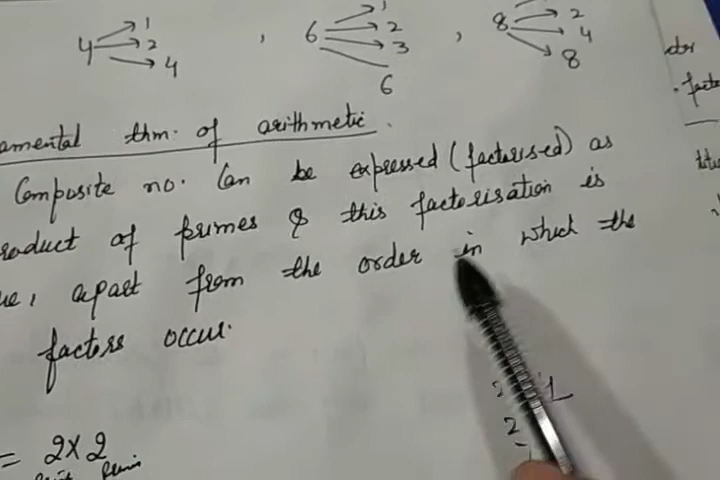 4 → 1 2 4 , 6 → 1 2 3 6 , 8 → 2 4 8
amental thm. of arithmetic.
Composite no. Can be expressed (factorised) as
roduct of primes & this factorisation is
ue, apart from the order in which the
factors occur.
= 2 × 2